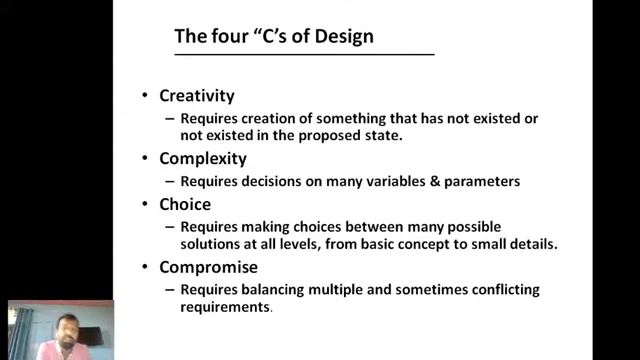 The four “C’s of Design
• Creativity
– Requires creation of something that has not existed or
not existed in the proposed state.
• Complexity
– Requires decisions on many variables & parameters
• Choice
– Requires making choices between many possible
solutions at all levels, from basic concept to small details.
• Compromise
– Requires balancing multiple and sometimes conflicting
requirements.